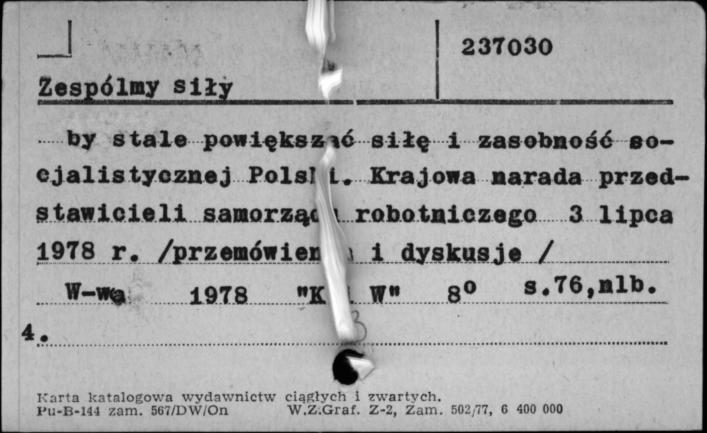 237030
Zespólmy siły
by stale powiększać siłę i zasobność so-
cjalistycznej Polski. Krajowa narada przed-
stawicieli samorządu robotniczego 3 lipca
1978 r. /przemówienia i dyskusje /
W-wa 1978 "K i W" 8º s.76,nlb.
4.
3
Karta katalogowa wydawnictw ciągłych i zwartych.
Pu-B-144 zam. 567/DW/On W.Z.Graf. Z-2, Zam. 502/77, 6 400 000